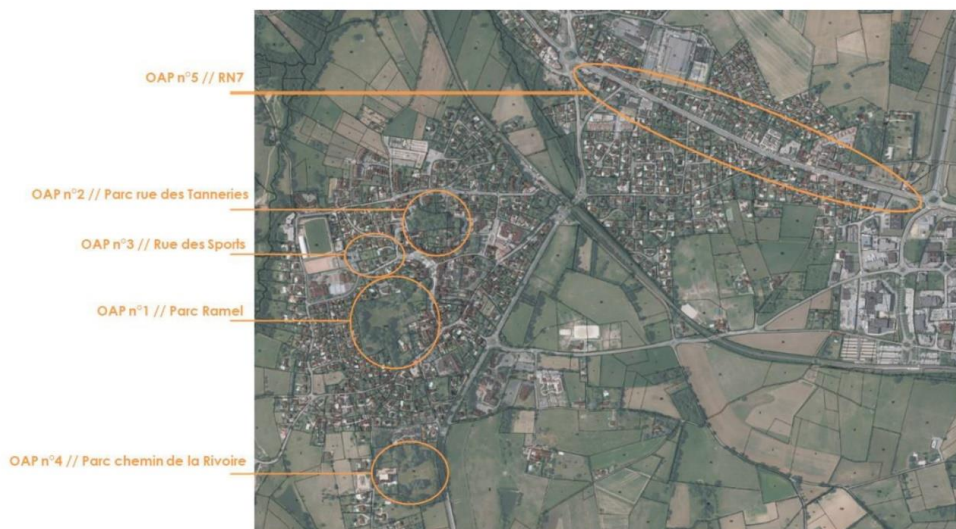 OAP n°5 // RN7
OAP n°2 // Parc rue des Tanneries
OAP n°3 // Rue des Sports
OAP n°1 // Parc Ramel
OAP n°4 // Parc chemin de la Rivoire